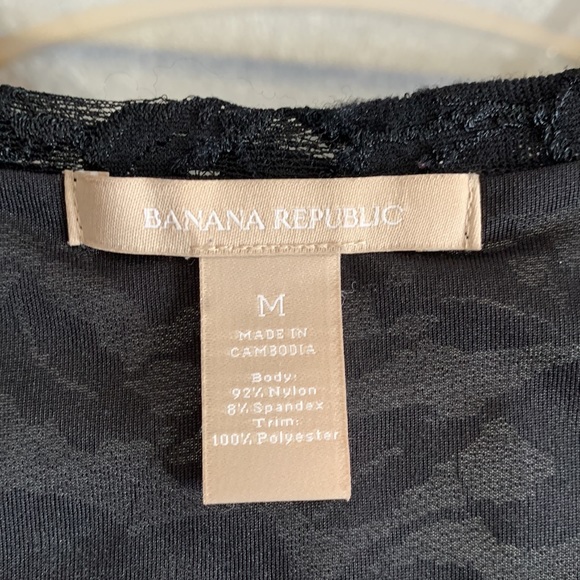 BANANA REPUBLIC
M
MADE IN
CAMBODIA
Body:
92% Nylon
8% Spandex
Trim:
100% Polyester